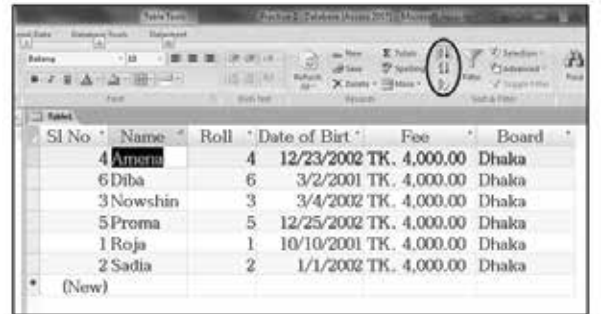 Table Tools
Database Tools Datasheet
New Totals Selection
Save Spelling Advanced
Refresh All Delete More Filter Toggle Filter Find
Font Records Sort & Filter
Table1
Sl No Name Roll Date of Birt Fee Board
4 Amena 4 12/23/2002 TK. 4,000.00 Dhaka
6 Diba 6 3/2/2001 TK. 4,000.00 Dhaka
3 Nowshin 3 3/4/2002 TK. 4,000.00 Dhaka
5 Proma 5 12/25/2002 TK. 4,000.00 Dhaka
1 Roja 1 10/10/2001 TK. 4,000.00 Dhaka
2 Sadia 2 1/1/2002 TK. 4,000.00 Dhaka
* (New)